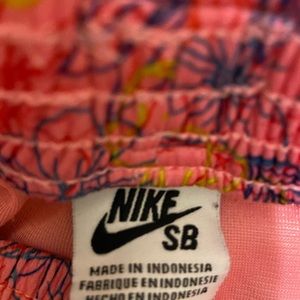 NIKE
SB
MADE IN INDONESIA
FABRIQUE EN INDONESIE
HECHO EN INDONESIA